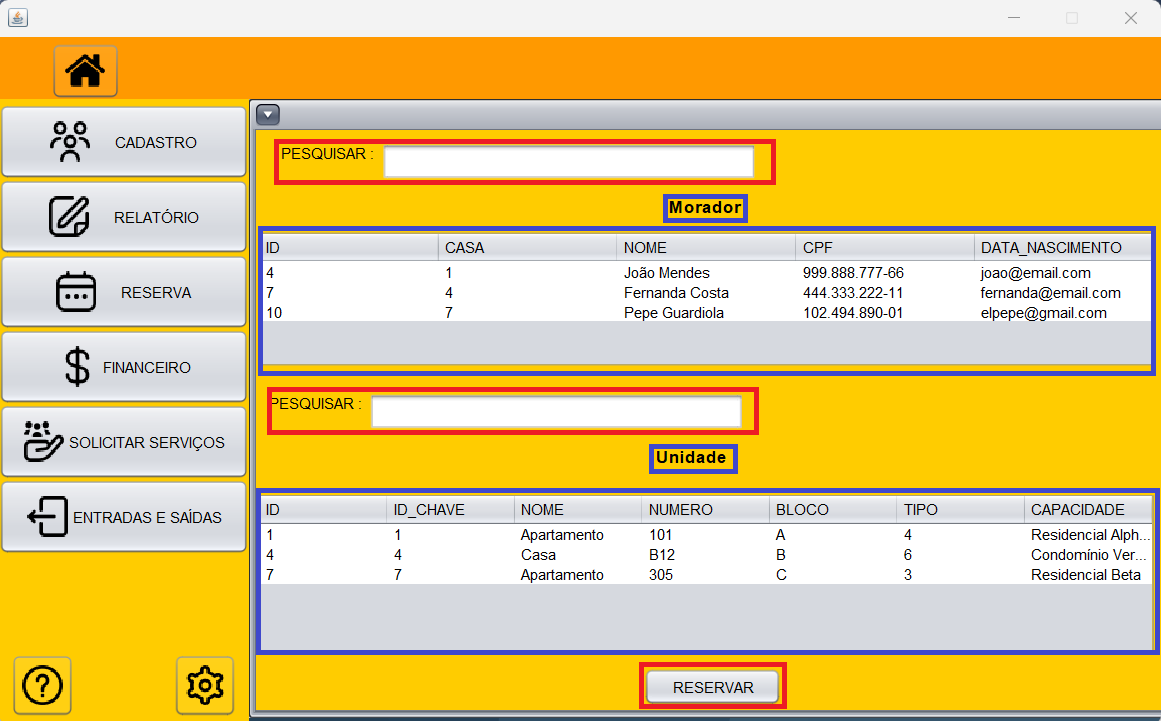 CADASTRO
RELATÓRIO
RESERVA
FINANCEIRO
SOLICITAR SERVIÇOS
ENTRADAS E SAÍDAS
?
PESQUISAR :
Morador
ID CASA NOME CPF DATA_NASCIMENTO
4 1 João Mendes 999.888.777-66 joao@email.com
7 4 Fernanda Costa 444.333.222-11 fernanda@email.com
10 7 Pepe Guardiola 102.494.890-01 elpepe@gmail.com
PESQUISAR :
Unidade
ID ID_CHAVE NOME NUMERO BLOCO TIPO CAPACIDADE
1 1 Apartamento 101 A 4 Residencial Alph...
4 4 Casa B12 B 6 Condomínio Ver...
7 7 Apartamento 305 C 3 Residencial Beta
RESERVAR